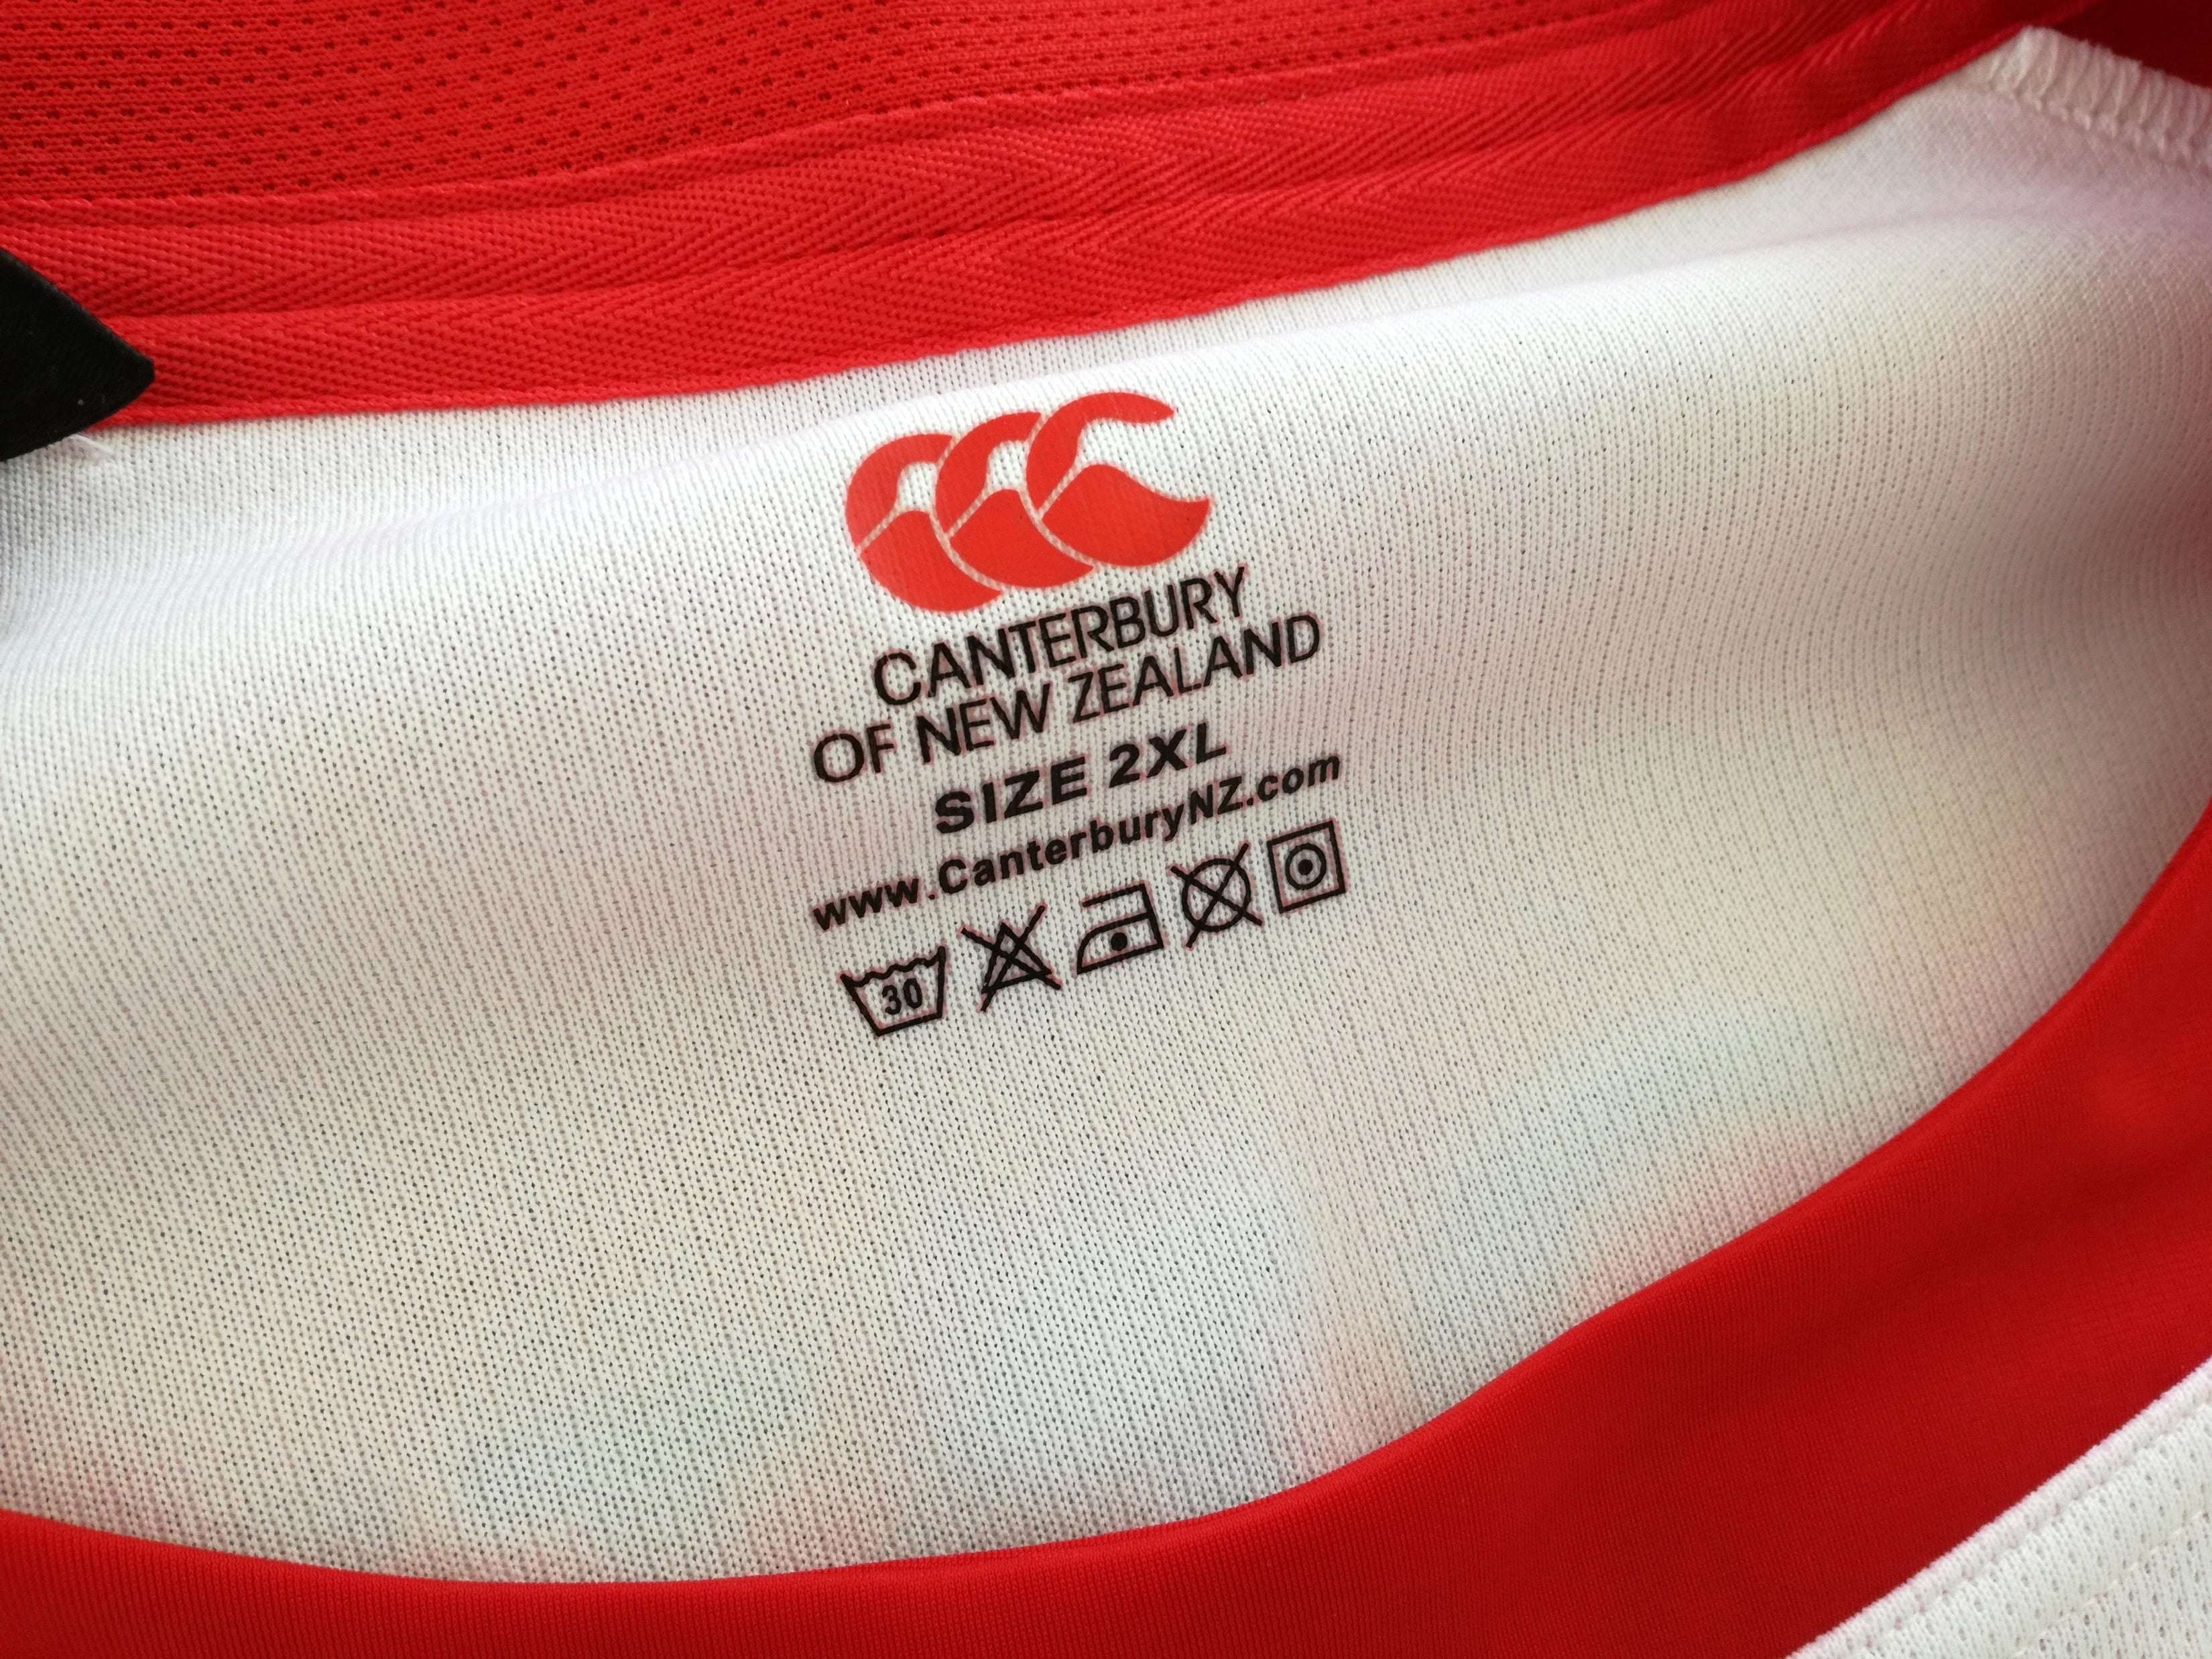 CANTERBURY
OF NEW ZEALAND
SIZE 2XL
www.CanterburyNZ.com
30